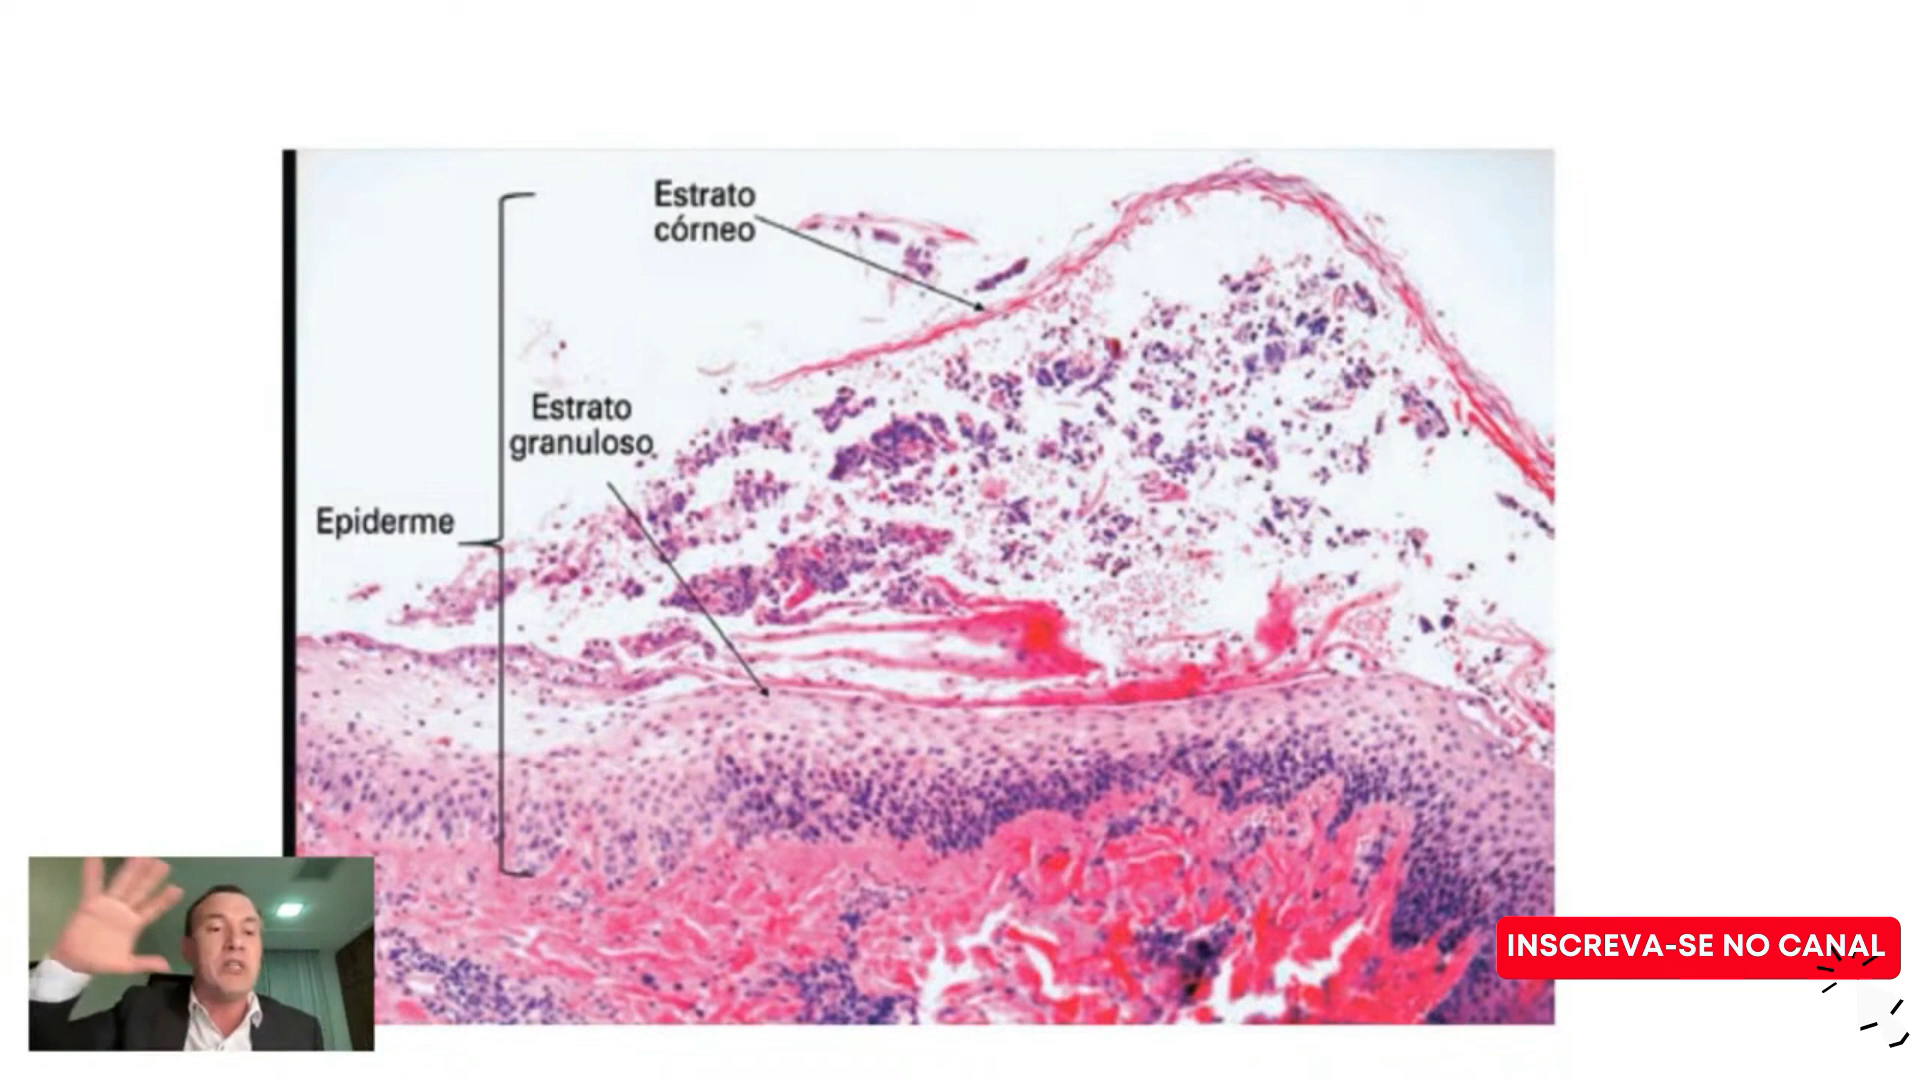 Estrato
córneo
Estrato
granuloso
Epiderme
INSCREVA-SE NO CANAL